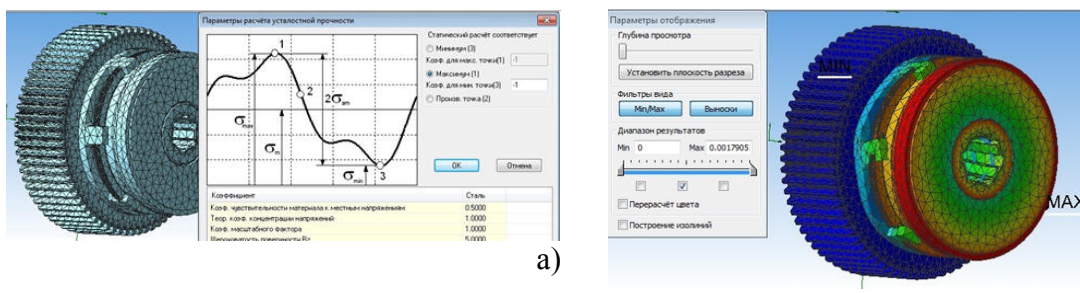 Параметры расчёта усталостной прочности
Статический расчёт соответствует
Минимум (3)
Коэф. для макс. точки(1) -1
Максимум (1)
Коэф. для мин. точки(3) -1
Произв. точка (2)
1
2
3
2σam
σmax
σm
σmin
OK Отмена
Коэффициент Сталь
Коэф. чувствительности материала к местным напряжениям 0.5000
Теор. коэф. концентрации напряжений 1.0000
Коэф. масштабного фактора 1.0000
Шероховатость поверхности Rz 5.0000
а)
Параметры отображения
Глубина просмотра
Установить плоскость разреза
Фильтры вида
Min/Max Выноски
Диапазон результатов
Min 0 Max 0.0017905
Перерасчёт цвета
Построение изолиний
MIN
MAX